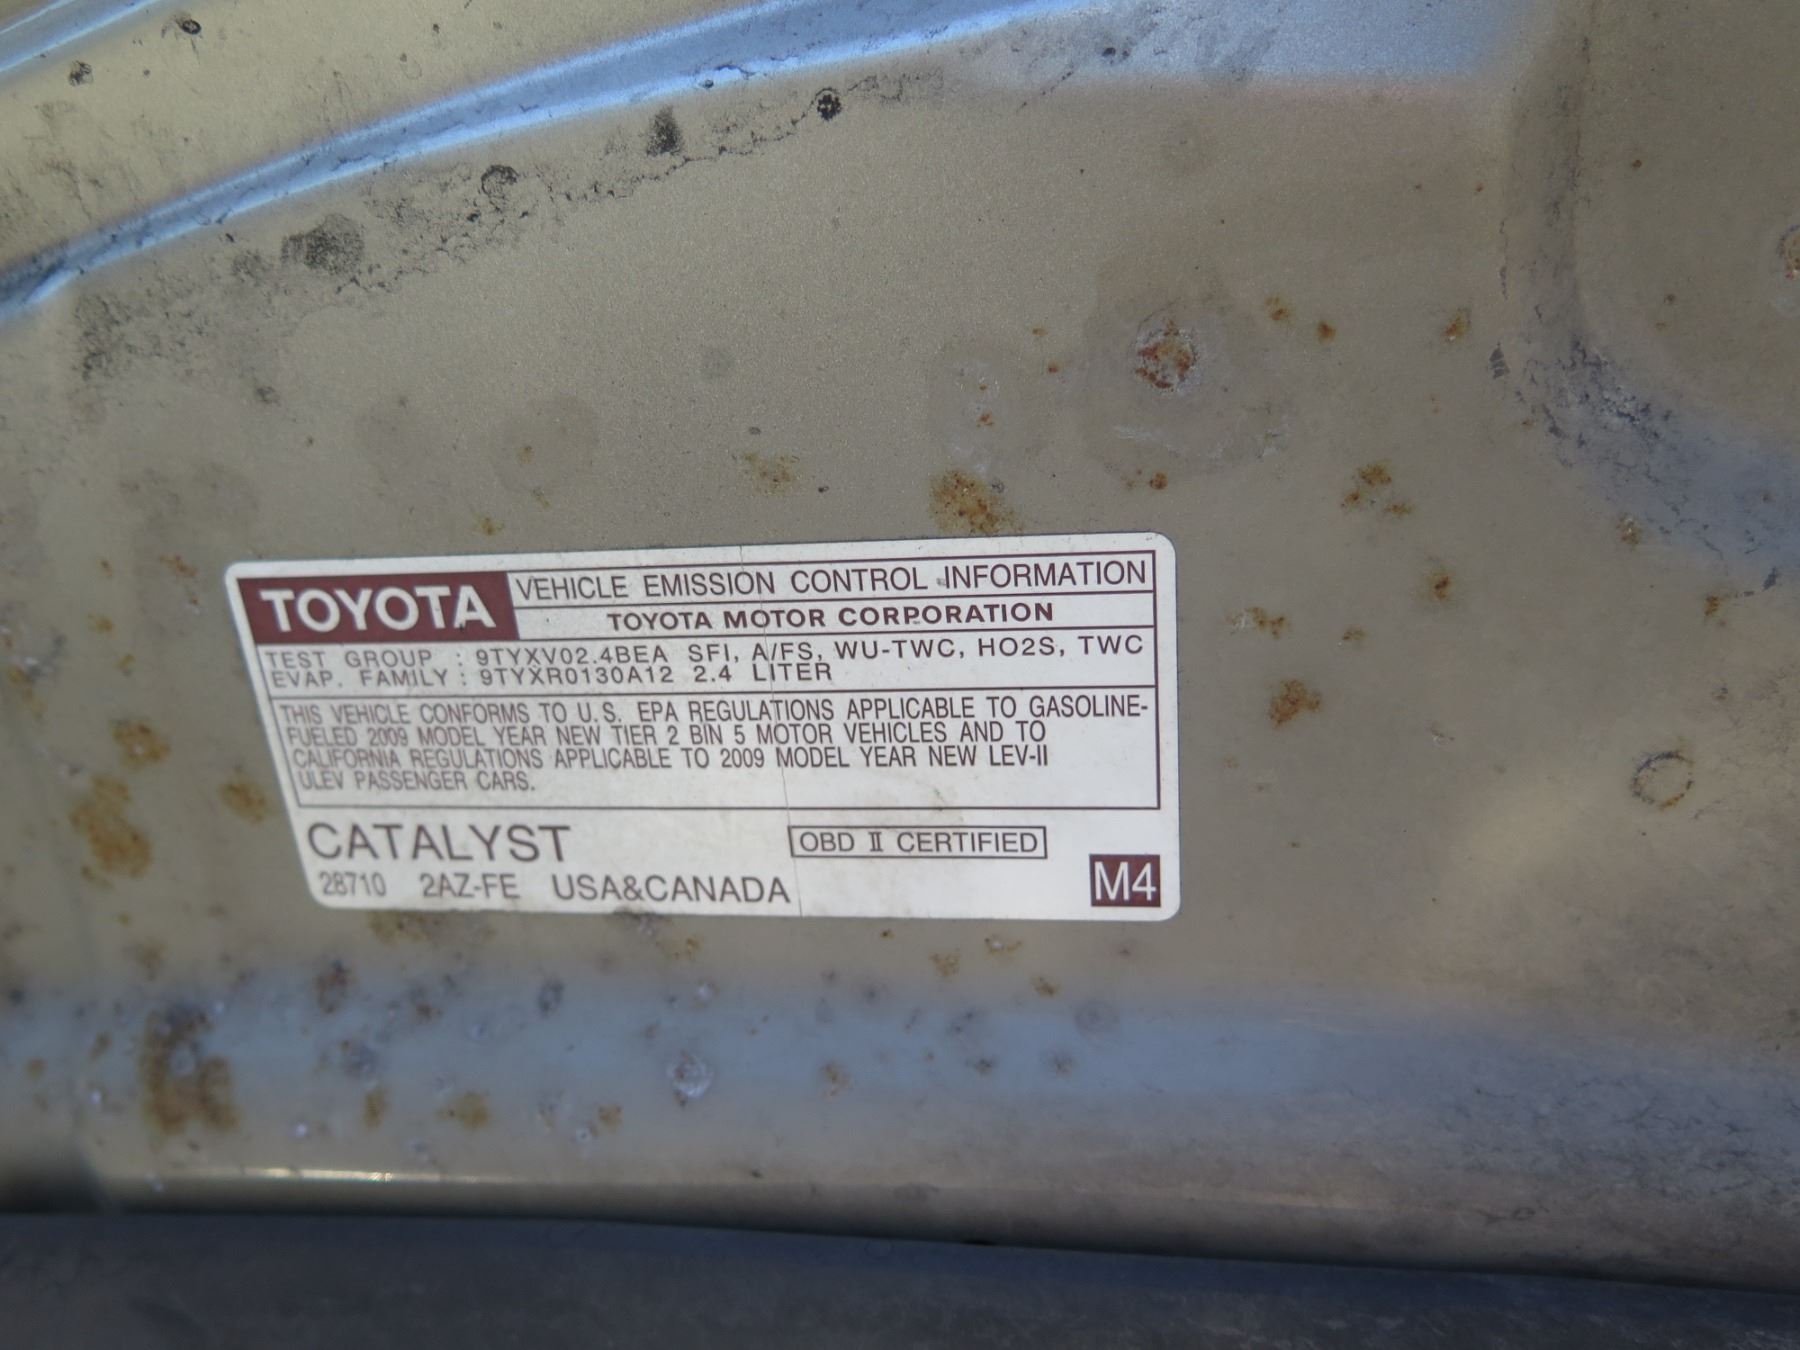 TOYOTA VEHICLE EMISSION CONTROL INFORMATION
TOYOTA MOTOR CORPORATION
TEST GROUP : 9TYXV02.4BEA SFI, A/FS, WU-TWC, HO2S, TWC
EVAP. FAMILY : 9TYXR0130A12 2.4 LITER
THIS VEHICLE CONFORMS TO U.S. EPA REGULATIONS APPLICABLE TO GASOLINE-
FUELED 2009 MODEL YEAR NEW TIER 2 BIN 5 MOTOR VEHICLES AND TO
CALIFORNIA REGULATIONS APPLICABLE TO 2009 MODEL YEAR NEW LEV-II
ULEV PASSENGER CARS.
CATALYST OBD II CERTIFIED
28710 2AZ-FE USA&CANADA M4